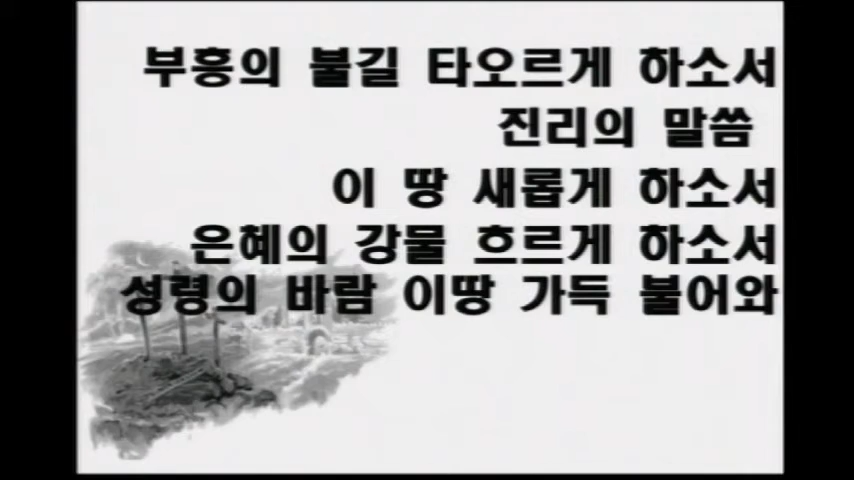 부흥의 불길 타오르게 하소서
진리의 말씀
이 땅 새롭게 하소서
은혜의 강물 흐르게 하소서
성령의 바람 이땅 가득 불어와